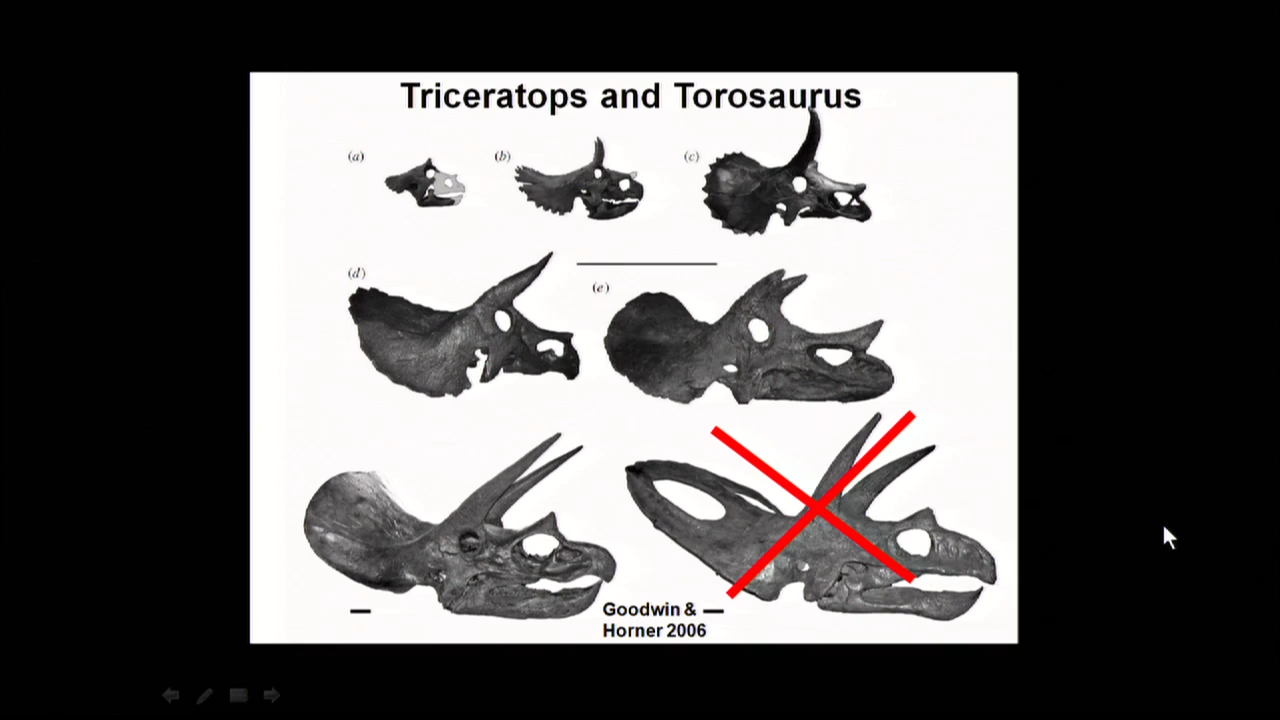 Triceratops and Torosaurus
(a)
(b)
(c)
(d)
(e)
Goodwin &
Horner 2006